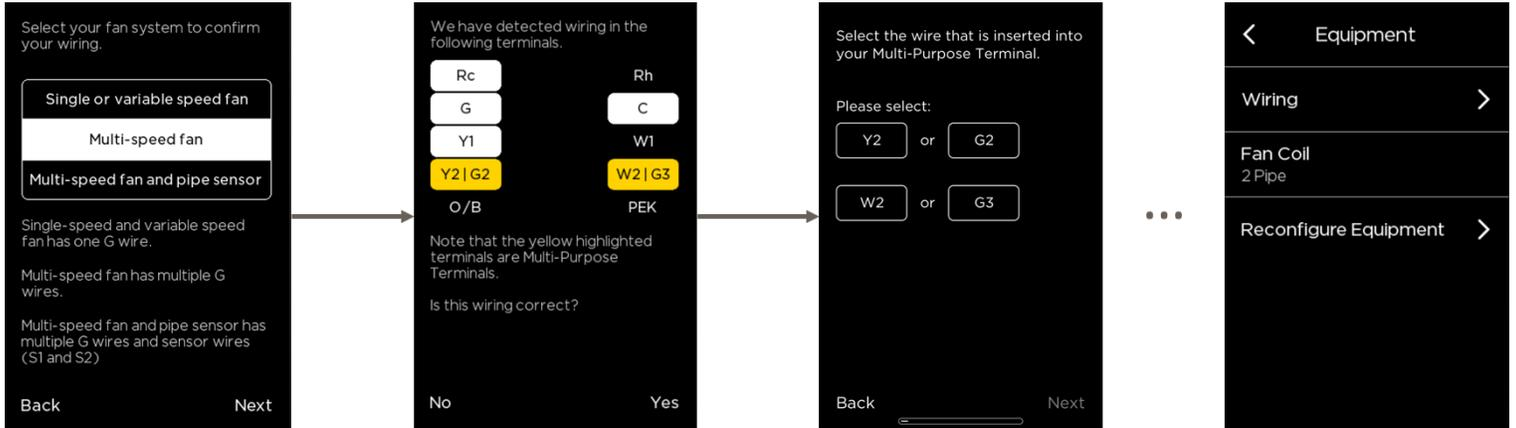 Select your fan system to confirm
your wiring.
Single or variable speed fan
Multi-speed fan
Multi-speed fan and pipe sensor
Single-speed and variable speed
fan has one G wire.
Multi-speed fan has multiple G
wires.
Multi-speed fan and pipe sensor has
multiple G wires and sensor wires
(S1 and S2)
Back Next
We have detected wiring in the
following terminals.
Rc Rh
G C
Y1 W1
Y2 | G2 W2 | G3
O/B PEK
Note that the yellow highlighted
terminals are Multi-Purpose
Terminals.
Is this wiring correct?
No Yes
Select the wire that is inserted into
your Multi-Purpose Terminal.
Please select:
Y2 or G2
W2 or G3
Back Next
Equipment
Wiring
Fan Coil
2 Pipe
Reconfigure Equipment